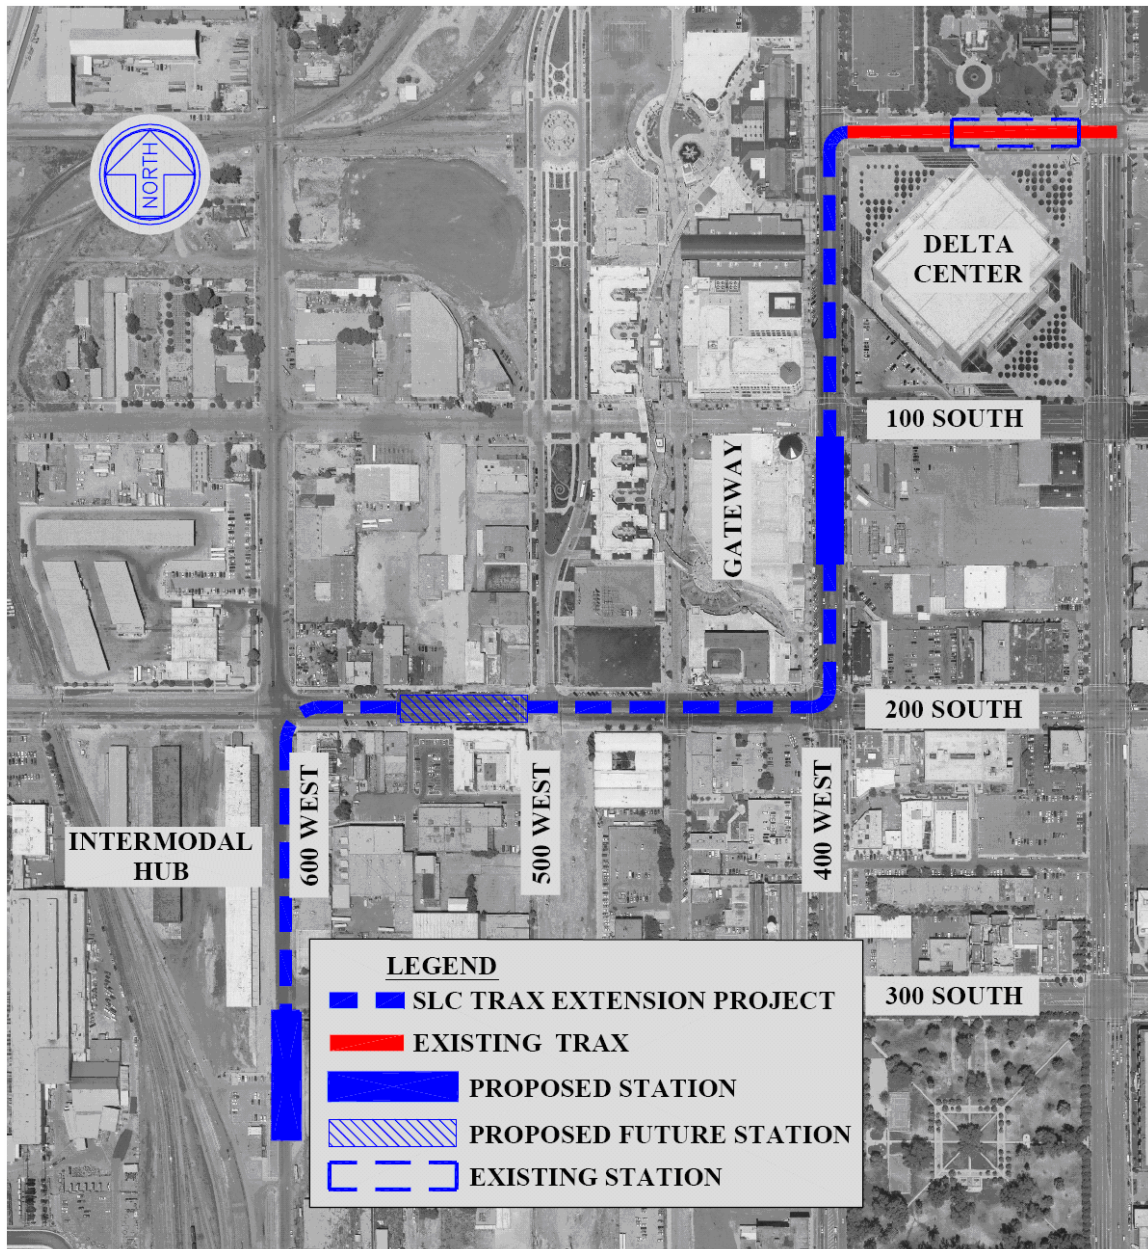 NORTH
DELTA
CENTER
100 SOUTH
GATEWAY
200 SOUTH
INTERMODAL
HUB
600 WEST
500 WEST
400 WEST
300 SOUTH
LEGEND
SLC TRAX EXTENSION PROJECT
EXISTING TRAX
PROPOSED STATION
PROPOSED FUTURE STATION
EXISTING STATION